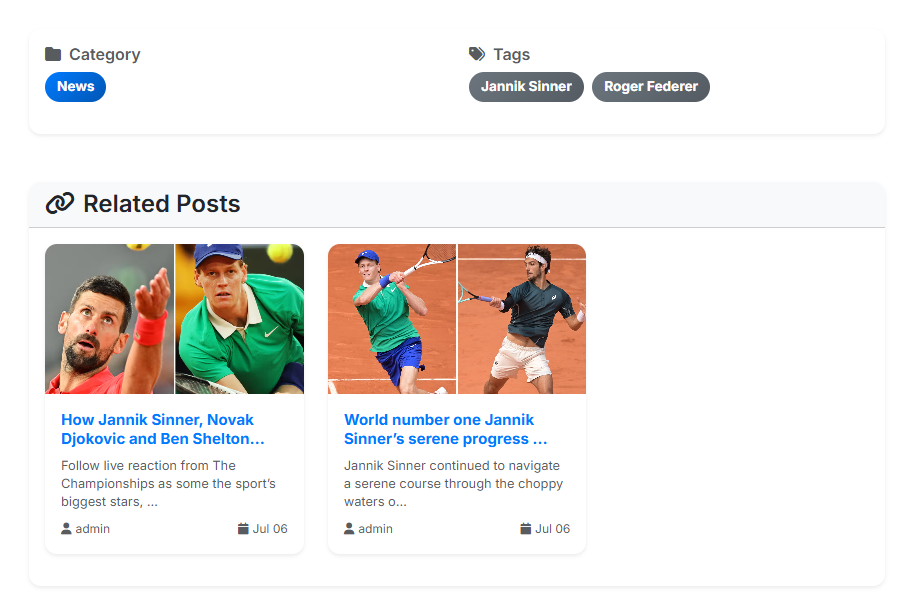 Category
News
Tags
Jannik Sinner
Roger Federer
Related Posts
How Jannik Sinner, Novak
Djokovic and Ben Shelton...
Follow live reaction from The
Championships as some the sport’s
biggest stars, ...
admin
Jul 06
World number one Jannik
Sinner’s serene progress ...
Jannik Sinner continued to navigate
a serene course through the choppy
waters o...
admin
Jul 06